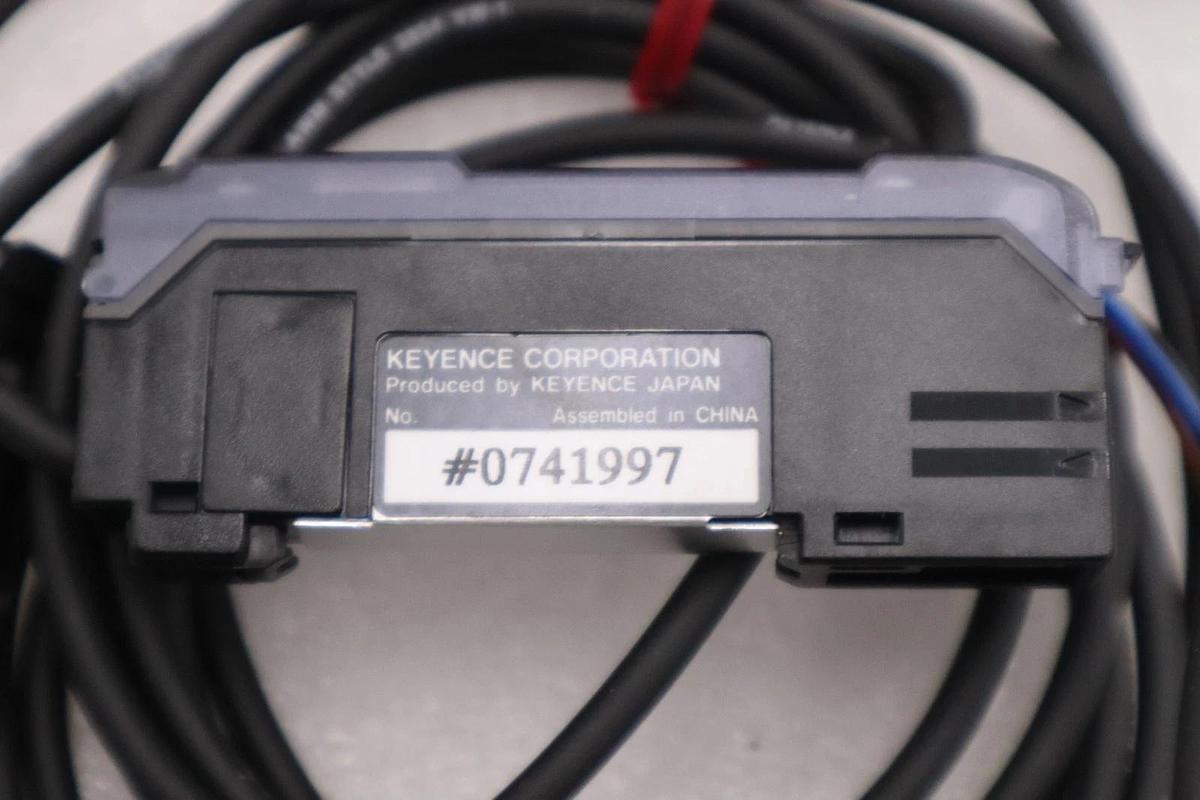 KEYENCE CORPORATION
Produced by KEYENCE JAPAN
No. Assembled in CHINA
#0741997